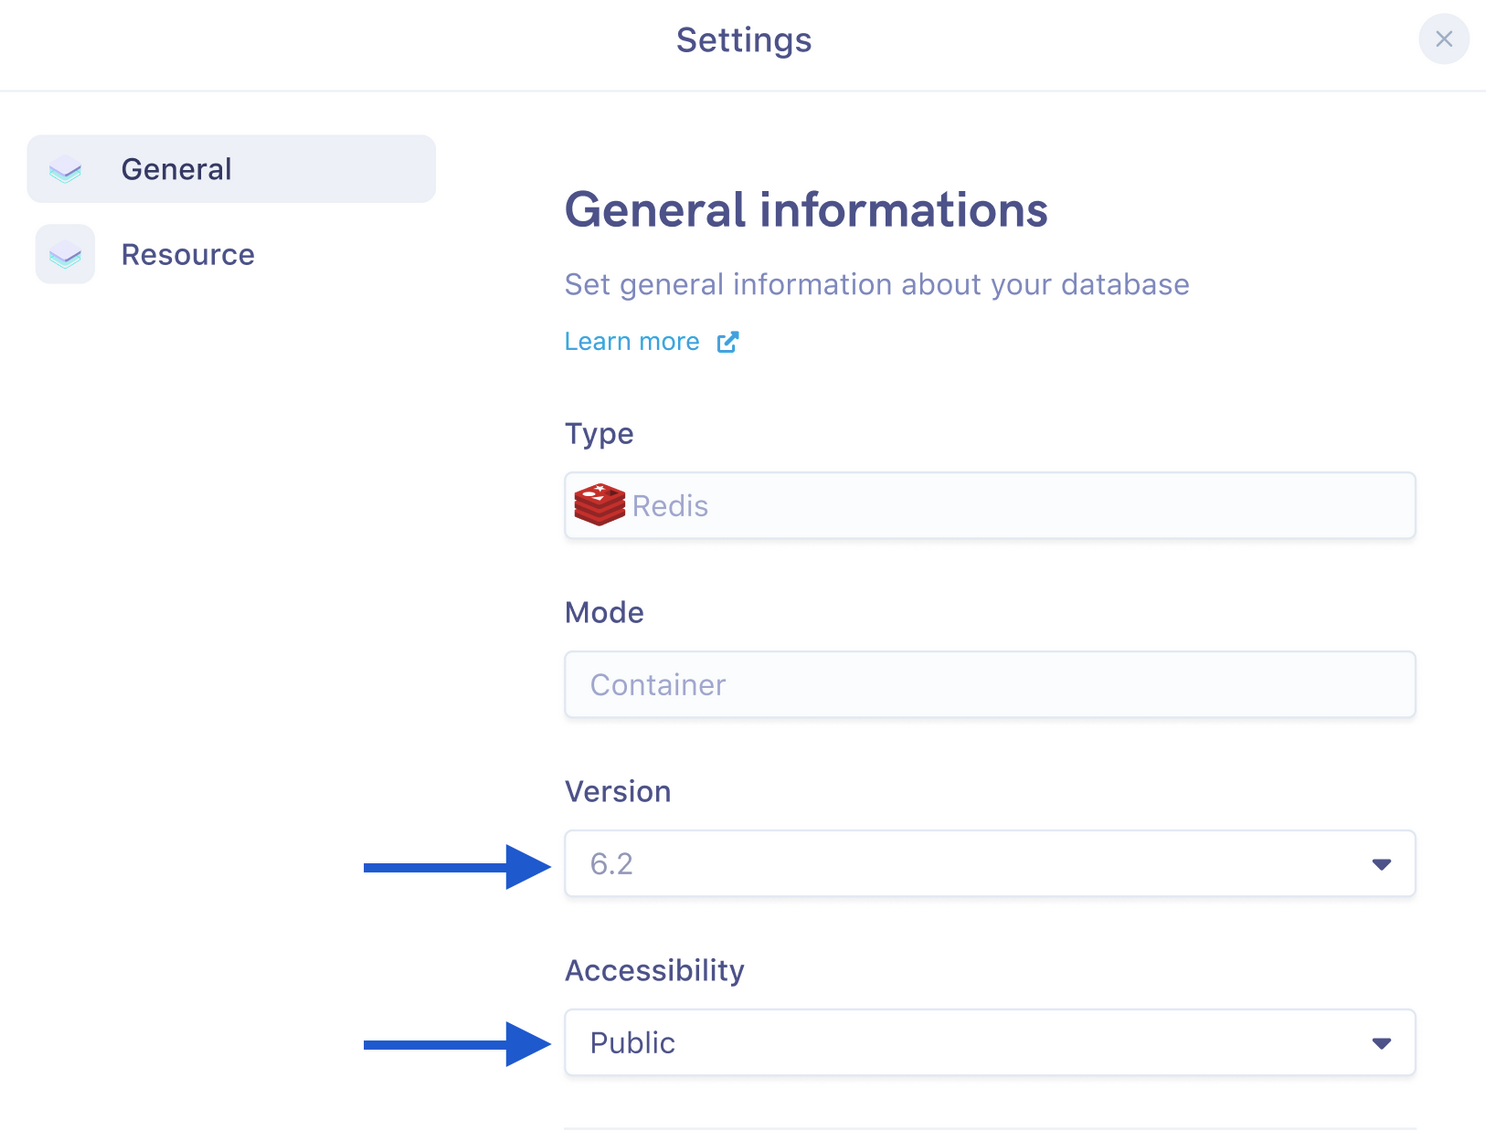 Settings
General
Resource
General informations
Set general information about your database
Learn more
Type
Redis
Mode
Container
Version
6.2
Accessibility
Public